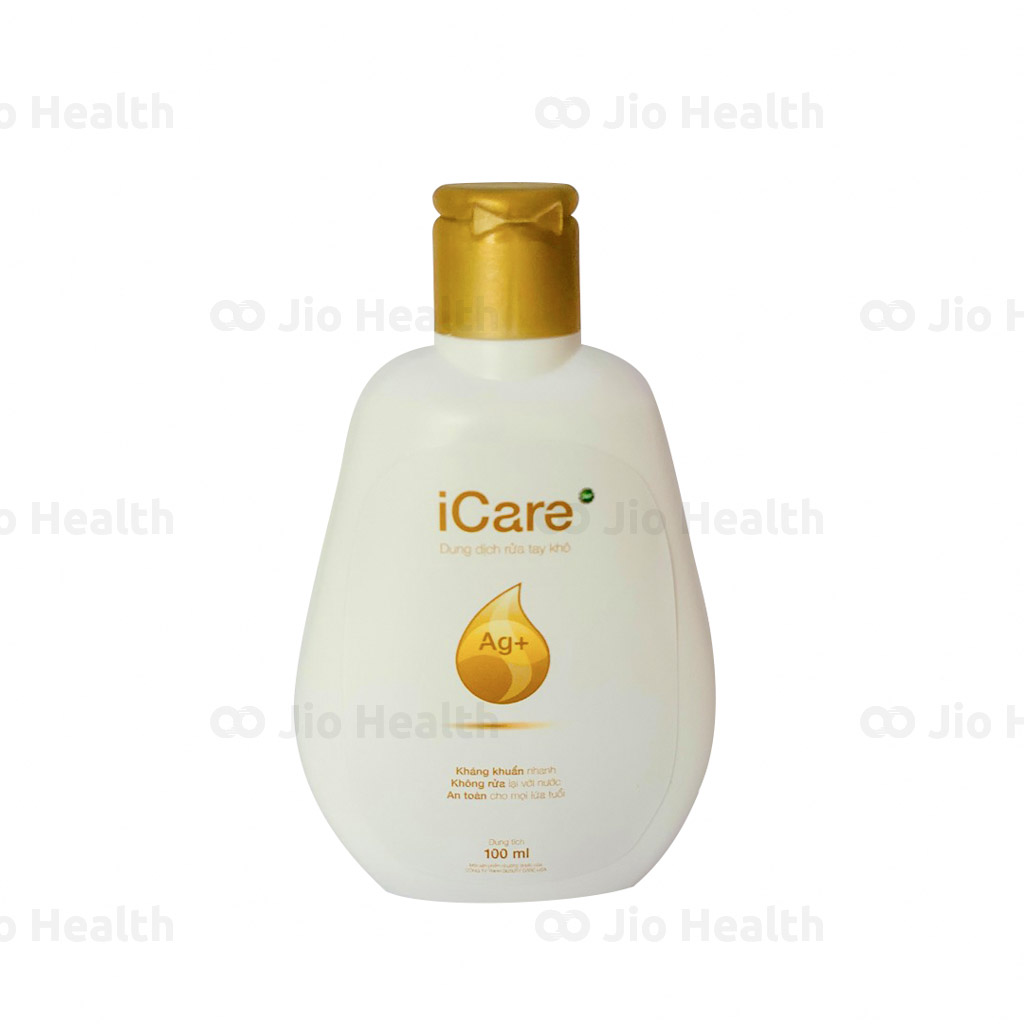 Jio Health
Jio Health
Jio Health
Jio Health
iCare
Jio Health
Jio Health
Dung dịch rửa tay khô
Ag+
Jio Health
Jio Health
Kháng khuẩn nhanh
Không rửa lại với nước
An toàn cho mọi lứa tuổi
Dung tích
100 ml
Jio Health
Jio Health